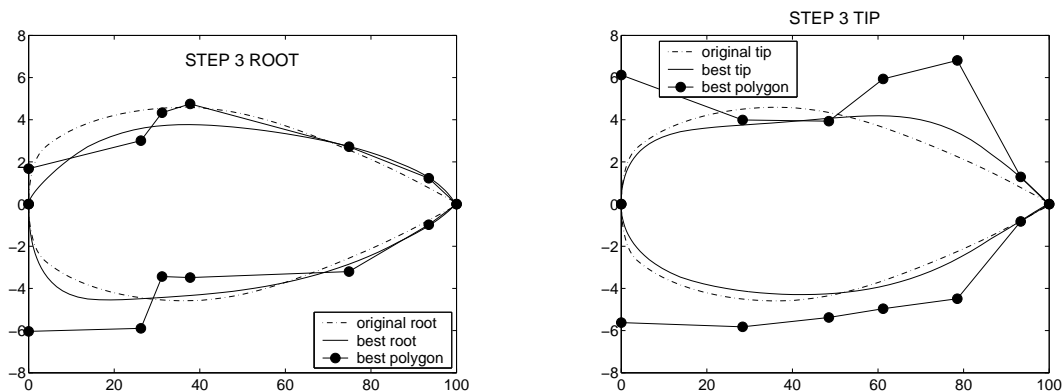 STEP 3 ROOT
8
6
4
2
0
−2
−4
−6
−8
0 20 40 60 80 100
original root
best root
best polygon
STEP 3 TIP
8
6
4
2
0
−2
−4
−6
−8
0 20 40 60 80 100
original tip
best tip
best polygon